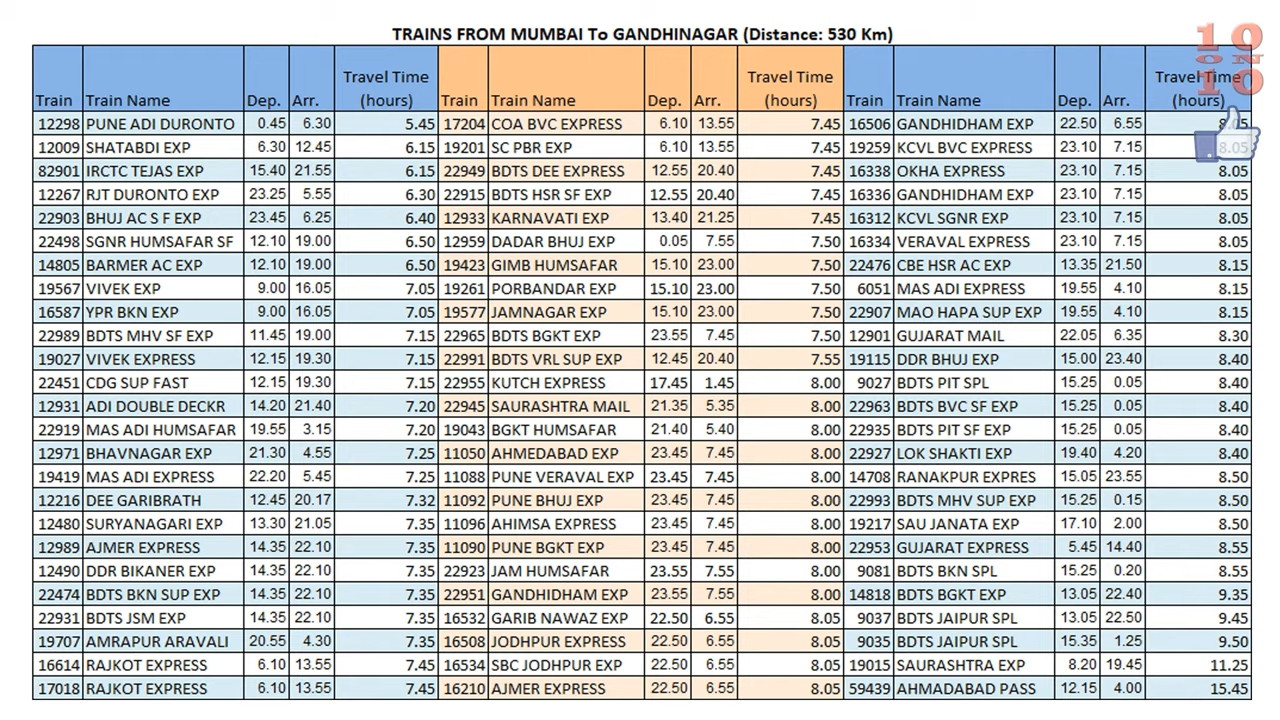 TRAINS FROM MUMBAI To GANDHINAGAR (Distance: 530 Km)
10
ON
10
Train Train Name Dep. Arr. Travel Time (hours) Train Train Name Dep. Arr. Travel Time (hours) Train Train Name Dep. Arr. Travel Time (hours)
12298 PUNE ADI DURONTO 0.45 6.30 5.45 17204 COA BVC EXPRESS 6.10 13.55 7.45 16506 GANDHIDHAM EXP 22.50 6.55 8.05
12009 SHATABDI EXP 6.30 12.45 6.15 19201 SC PBR EXP 6.10 13.55 7.45 19259 KCVL BVC EXPRESS 23.10 7.15 8.05
82901 IRCTC TEJAS EXP 15.40 21.55 6.15 22949 BDTS DEE EXPRESS 12.55 20.40 7.45 16338 OKHA EXPRESS 23.10 7.15 8.05
12267 RJT DURONTO EXP 23.25 5.55 6.30 22915 BDTS HSR SF EXP 12.55 20.40 7.45 16336 GANDHIDHAM EXP 23.10 7.15 8.05
22903 BHUJ AC S F EXP 23.45 6.25 6.40 12933 KARNAVATI EXP 13.40 21.25 7.45 16312 KCVL SGNR EXP 23.10 7.15 8.05
22498 SGNR HUMSAFAR SF 12.10 19.00 6.50 12959 DADAR BHUJ EXP 0.05 7.55 7.50 16334 VERAVAL EXPRESS 23.10 7.15 8.05
14805 BARMER AC EXP 12.10 19.00 6.50 19423 GIMB HUMSAFAR 15.10 23.00 7.50 22476 CBE HSR AC EXP 13.35 21.50 8.15
19567 VIVEK EXP 9.00 16.05 7.05 19261 PORBANDAR EXP 15.10 23.00 7.50 6051 MAS ADI EXPRESS 19.55 4.10 8.15
16587 YPR BKN EXP 9.00 16.05 7.05 19577 JAMNAGAR EXP 15.10 23.00 7.50 22907 MAO HAPA SUP EXP 19.55 4.10 8.15
22989 BDTS MHV SF EXP 11.45 19.00 7.15 22965 BDTS BGKT EXP 23.55 7.45 7.50 12901 GUJARAT MAIL 22.05 6.35 8.30
19027 VIVEK EXPRESS 12.15 19.30 7.15 22991 BDTS VRL SUP EXP 12.45 20.40 7.55 19115 DDR BHUJ EXP 15.00 23.40 8.40
22451 CDG SUP FAST 12.15 19.30 7.15 22955 KUTCH EXPRESS 17.45 1.45 8.00 9027 BDTS PIT SPL 15.25 0.05 8.40
12931 ADI DOUBLE DECKR 14.20 21.40 7.20 22945 SAURASHTRA MAIL 21.35 5.35 8.00 22963 BDTS BVC SF EXP 15.25 0.05 8.40
22919 MAS ADI HUMSAFAR 19.55 3.15 7.20 19043 BGKT HUMSAFAR 21.40 5.40 8.00 22935 BDTS PIT SF EXP 15.25 0.05 8.40
12971 BHAVNAGAR EXP 21.30 4.55 7.25 11050 AHMEDABAD EXP 23.45 7.45 8.00 22927 LOK SHAKTI EXP 19.40 4.20 8.40
19419 MAS ADI EXPRESS 22.20 5.45 7.25 11088 PUNE VERAVAL EXP 23.45 7.45 8.00 14708 RANAKPUR EXPRES 15.05 23.55 8.50
12216 DEE GARIBRATH 12.45 20.17 7.32 11092 PUNE BHUJ EXP 23.45 7.45 8.00 22993 BDTS MHV SUP EXP 15.25 0.15 8.50
12480 SURYANAGARI EXP 13.30 21.05 7.35 11096 AHIMSA EXPRESS 23.45 7.45 8.00 19217 SAU JANATA EXP 17.10 2.00 8.50
12989 AJMER EXPRESS 14.35 22.10 7.35 11090 PUNE BGKT EXP 23.45 7.45 8.00 22953 GUJARAT EXPRESS 5.45 14.40 8.55
12490 DDR BIKANER EXP 14.35 22.10 7.35 22923 JAM HUMSAFAR 23.55 7.55 8.00 9081 BDTS BKN SPL 15.25 0.20 8.55
22474 BDTS BKN SUP EXP 14.35 22.10 7.35 22951 GANDHIDHAM EXP 23.55 7.55 8.00 14818 BDTS BGKT EXP 13.05 22.40 9.35
22931 BDTS JSM EXP 14.35 22.10 7.35 16532 GARIB NAWAZ EXP 22.50 6.55 8.05 9037 BDTS JAIPUR SPL 13.05 22.50 9.45
19707 AMRAPUR ARAVALI 20.55 4.30 7.35 16508 JODHPUR EXPRESS 22.50 6.55 8.05 9035 BDTS JAIPUR SPL 15.35 1.25 9.50
16614 RAJKOT EXPRESS 6.10 13.55 7.45 16534 SBC JODHPUR EXP 22.50 6.55 8.05 19015 SAURASHTRA EXP 8.20 19.45 11.25
17018 RAJKOT EXPRESS 6.10 13.55 7.45 16210 AJMER EXPRESS 22.50 6.55 8.05 59439 AHMADABAD PASS 12.15 4.00 15.45